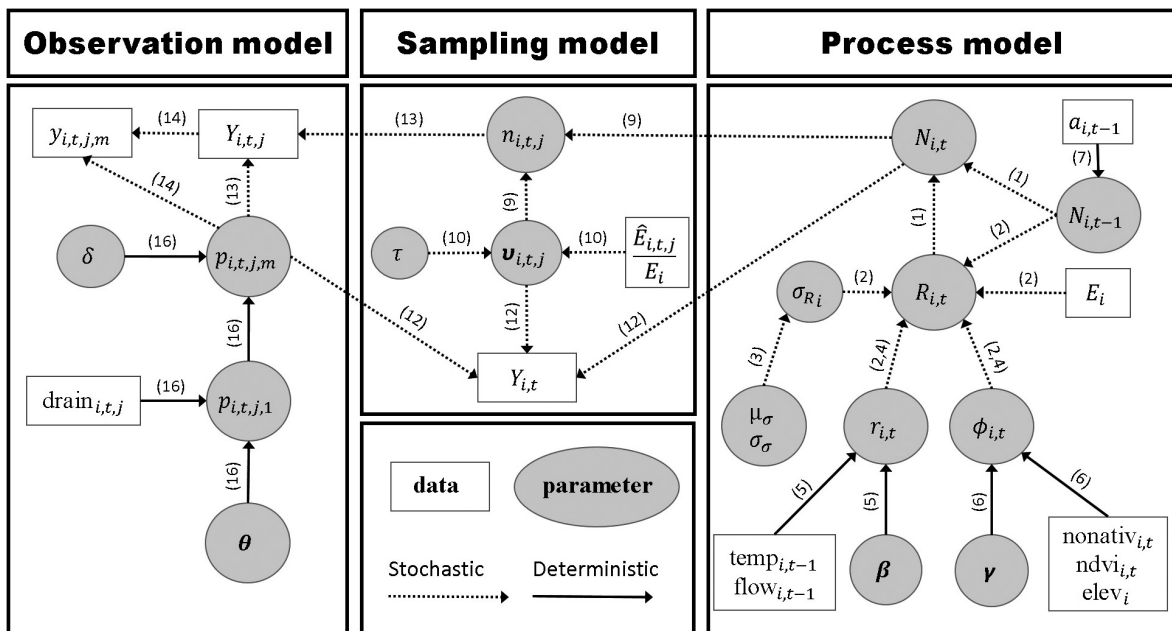 Observation model
Sampling model
Process model
y_{i,t,j,m}
(14)
Y_{i,t,j}
(13)
n_{i,t,j}
(9)
N_{i,t}
a_{i,t−1}
(7)
(14)
(13)
(9)
(1)
(1)
N_{i,t−1}
δ
(16)
p_{i,t,j,m}
τ
(10)
υ_{i,t,j}
(10)
Ê_{i,t,j}
E_i
(2)
σ_{R_i}
(2)
R_{i,t}
(2)
E_i
(16)
(12)
(12)
(12)
(3)
(2,4)
(2,4)
Y_{i,t}
drain_{i,t,j}
(16)
p_{i,t,j,1}
μ_σ
σ_σ
r_{i,t}
ϕ_{i,t}
(16)
(5)
(5)
(6)
(6)
θ
temp_{i,t−1}
flow_{i,t−1}
β
γ
nonativ_{i,t}
ndvi_{i,t}
elev_i
data
parameter
Stochastic
Deterministic